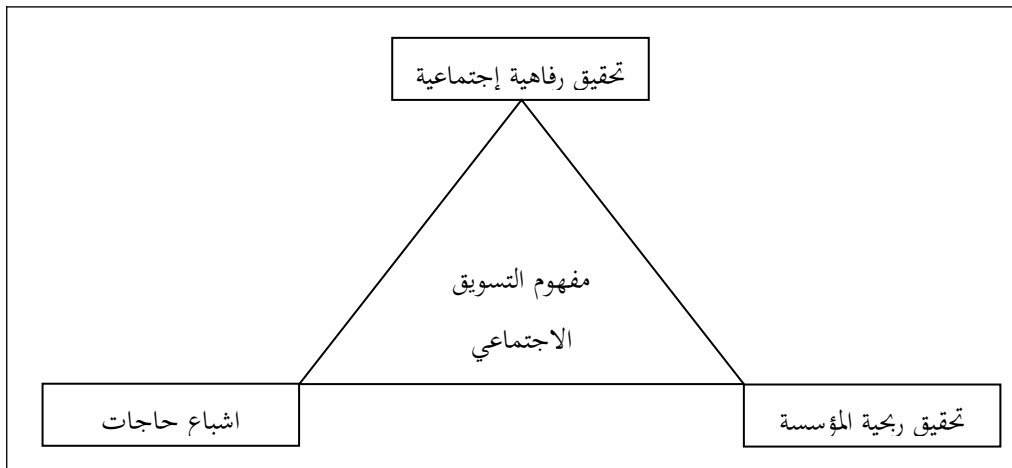 تحقيق رفاهية إجتماعية
مفهوم التسويق
الاجتماعي
تحقيق ربحية المؤسسة
اشباع حاجات